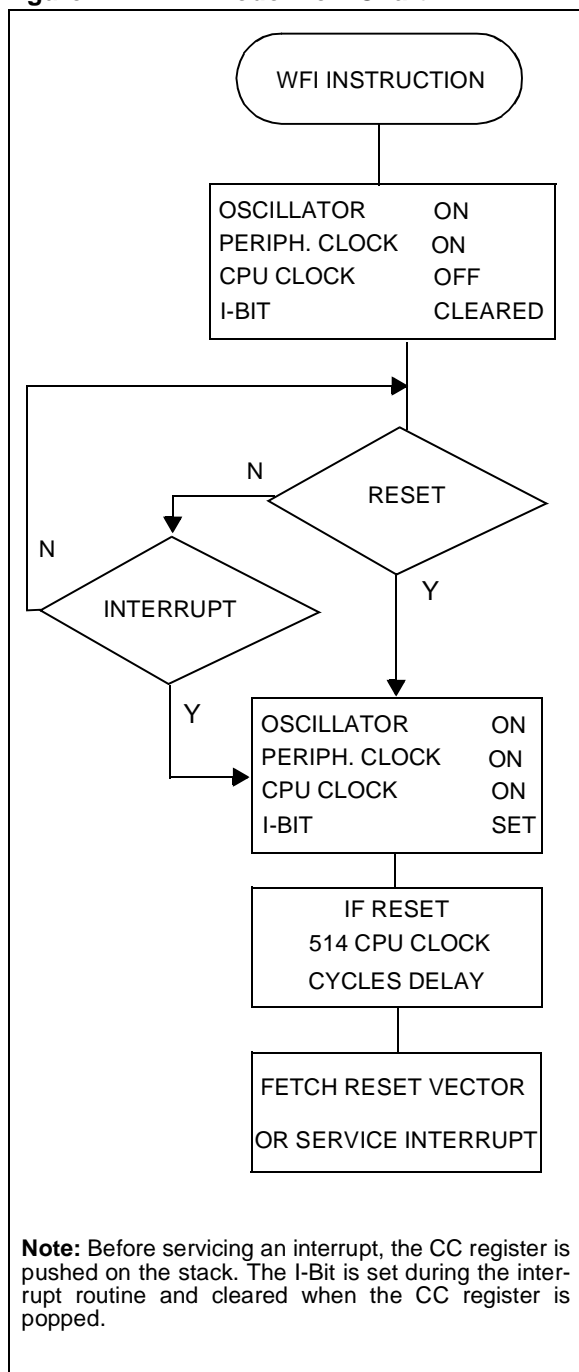 WFI INSTRUCTION
OSCILLATOR ON
PERIPH. CLOCK ON
CPU CLOCK OFF
I-BIT CLEARED
N
RESET
N
INTERRUPT
Y
Y
OSCILLATOR ON
PERIPH. CLOCK ON
CPU CLOCK ON
I-BIT SET
IF RESET
514 CPU CLOCK
CYCLES DELAY
FETCH RESET VECTOR
OR SERVICE INTERRUPT
Note: Before servicing an interrupt, the CC register is
pushed on the stack. The I-Bit is set during the inter-
rupt routine and cleared when the CC register is
popped.